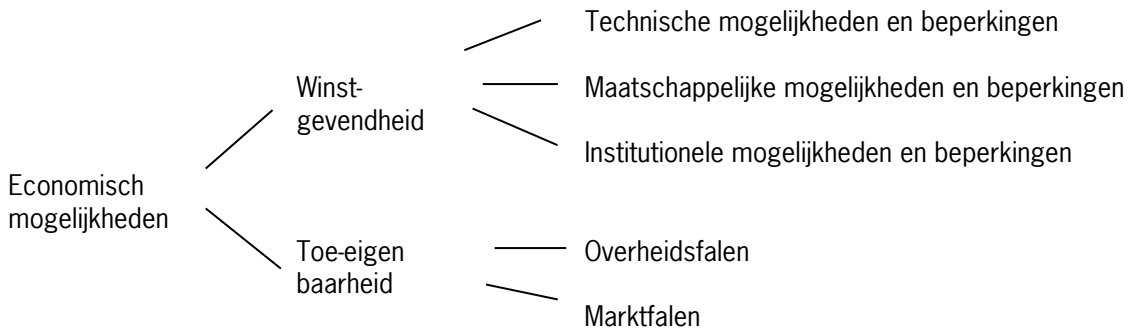 Technische mogelijkheden en beperkingen
Winst-
gevendheid
Maatschappelijke mogelijkheden en beperkingen
Institutionele mogelijkheden en beperkingen
Economisch
mogelijkheden
Toe-eigen
baarheid
Overheidsfalen
Marktfalen